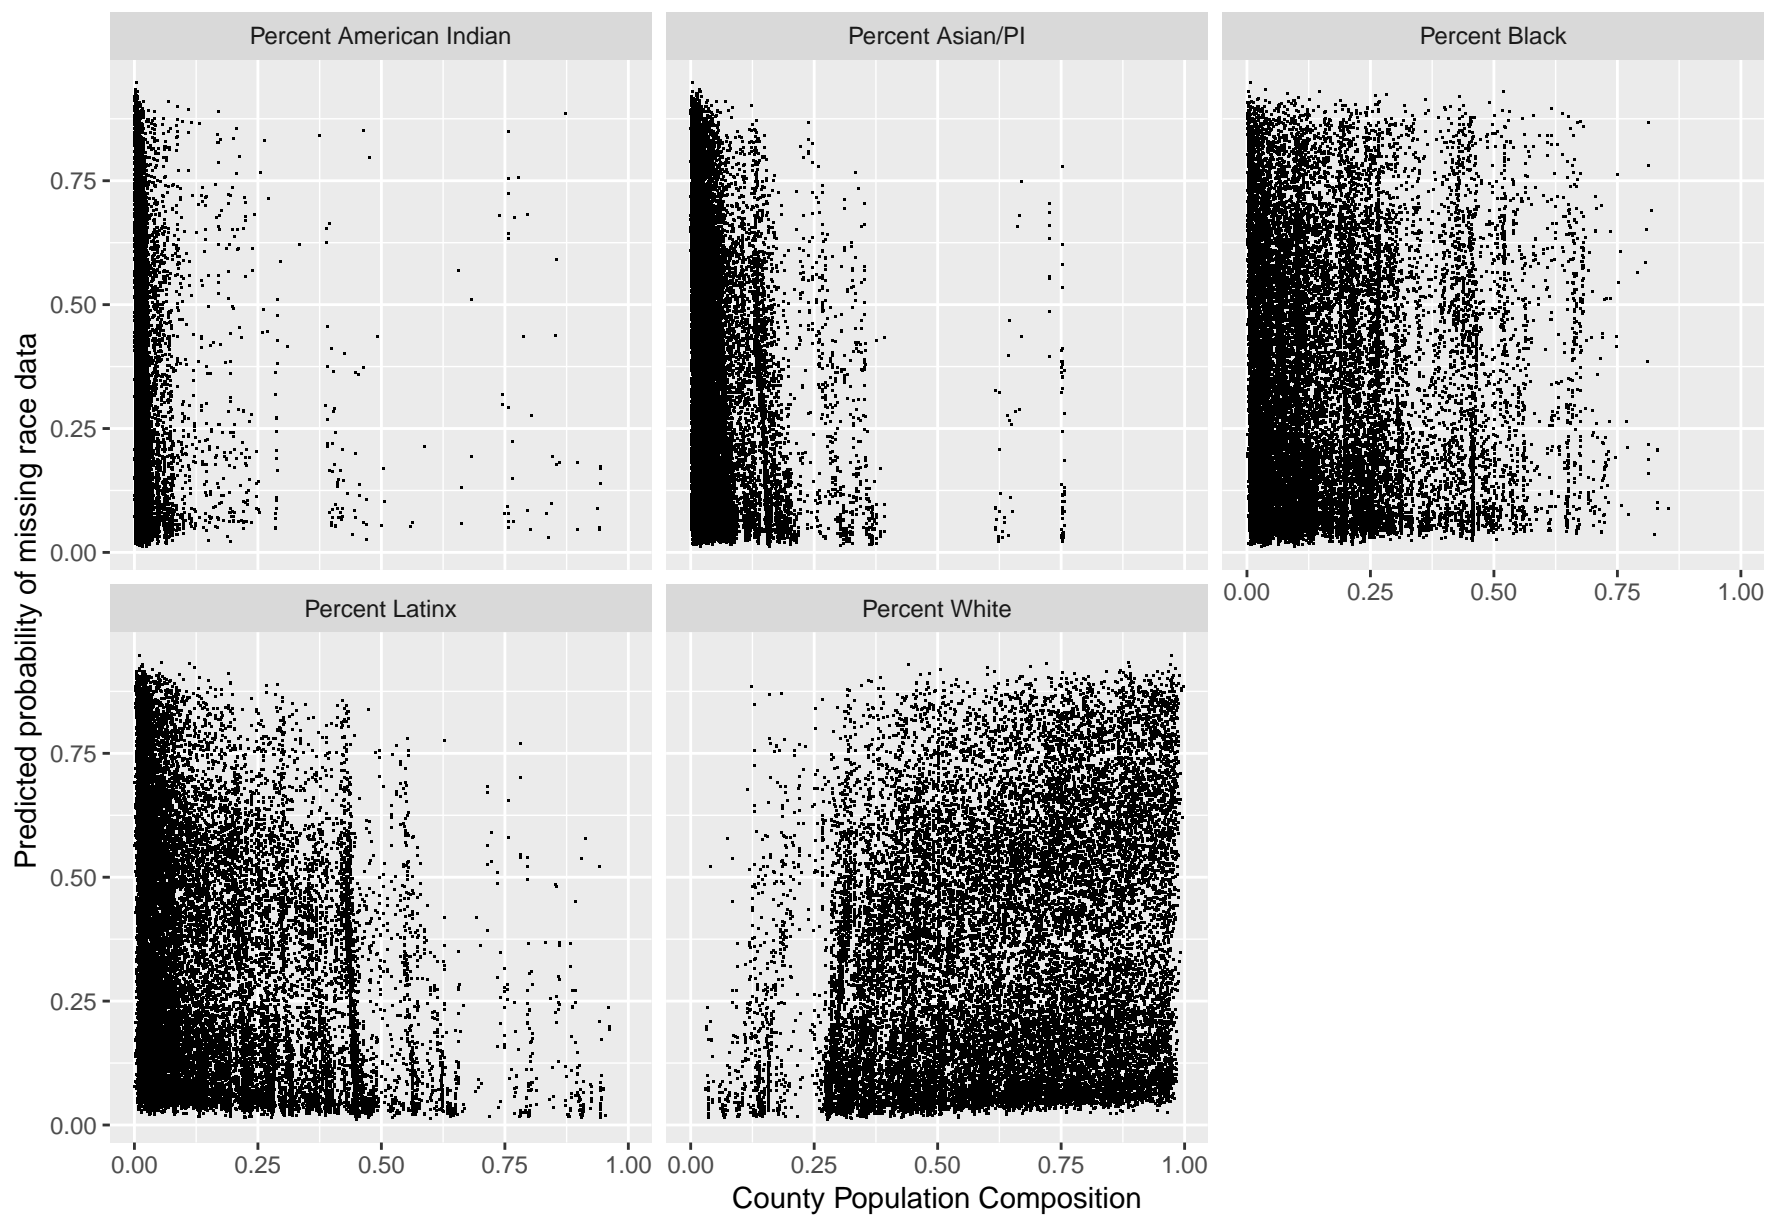 Percent American Indian
Percent Asian/PI
Percent Black
0.75
0.50
0.25
0.00
0.00 0.25 0.50 0.75 1.00
Percent Latinx
Percent White
0.75
0.50
0.25
0.00
0.00 0.25 0.50 0.75 1.00
0.00 0.25 0.50 0.75 1.00
County Population Composition
Predicted probability of missing race data